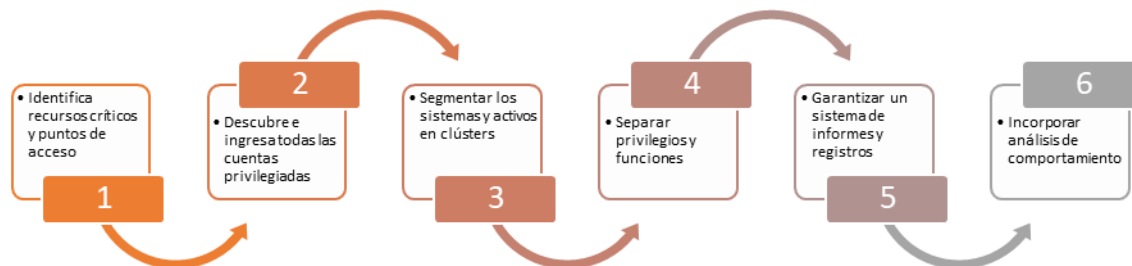 • Identifica
recursos críticos
y puntos de
acceso
1
2
• Descubre e
ingresa todas las
cuentas
privilegiadas
• Segmentar los
sistemas y activos
en clústers
3
4
• Separar
privilegios y
funciones
• Garantizar un
sistema de
informes y
registros
5
6
• Incorporar
análisis de
comportamiento